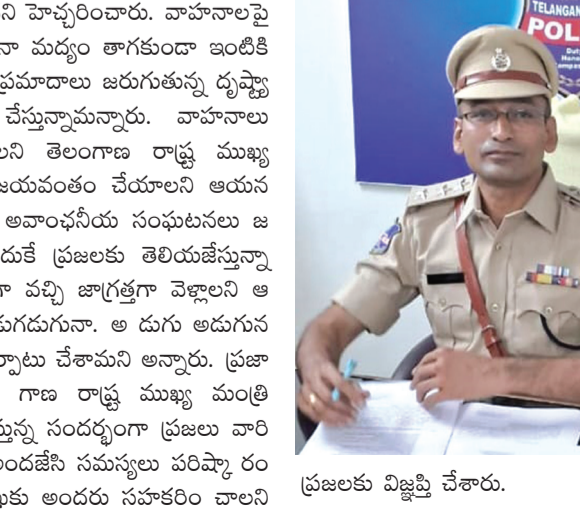 ని హెచ్చరించారు. వాహనాలపై
నా మద్యం తాగకుండా ఇంటికి
ప్రమాదాలు జరుగుతున్న దృష్ట్యా
చేస్తున్నామన్నారు. వాహనాలు
లని తెలంగాణ రాష్ట్ర ముఖ్య
జయవంతం చేయాలని ఆయన
అవాంఛనీయ సంఘటనలు జ
దుకే ప్రజలకు తెలియజేస్తున్నా
గా వచ్చి జాగ్రత్తగా వెళ్లాలని ఆ
డుగడుగునా. అ డుగు అడుగున
ర్పాటు చేశామని అన్నారు. ప్రజా
గాణ రాష్ట్ర ముఖ్య మంత్రి
స్తున్న సందర్భంగా ప్రజలు వారి
అందజేసి సమస్యలు పరిష్కా రం
కు అందరు సహకరిం చాలని
ప్రజలకు విజ్ఞప్తి చేశారు.
TELANGAN
POL
Dut